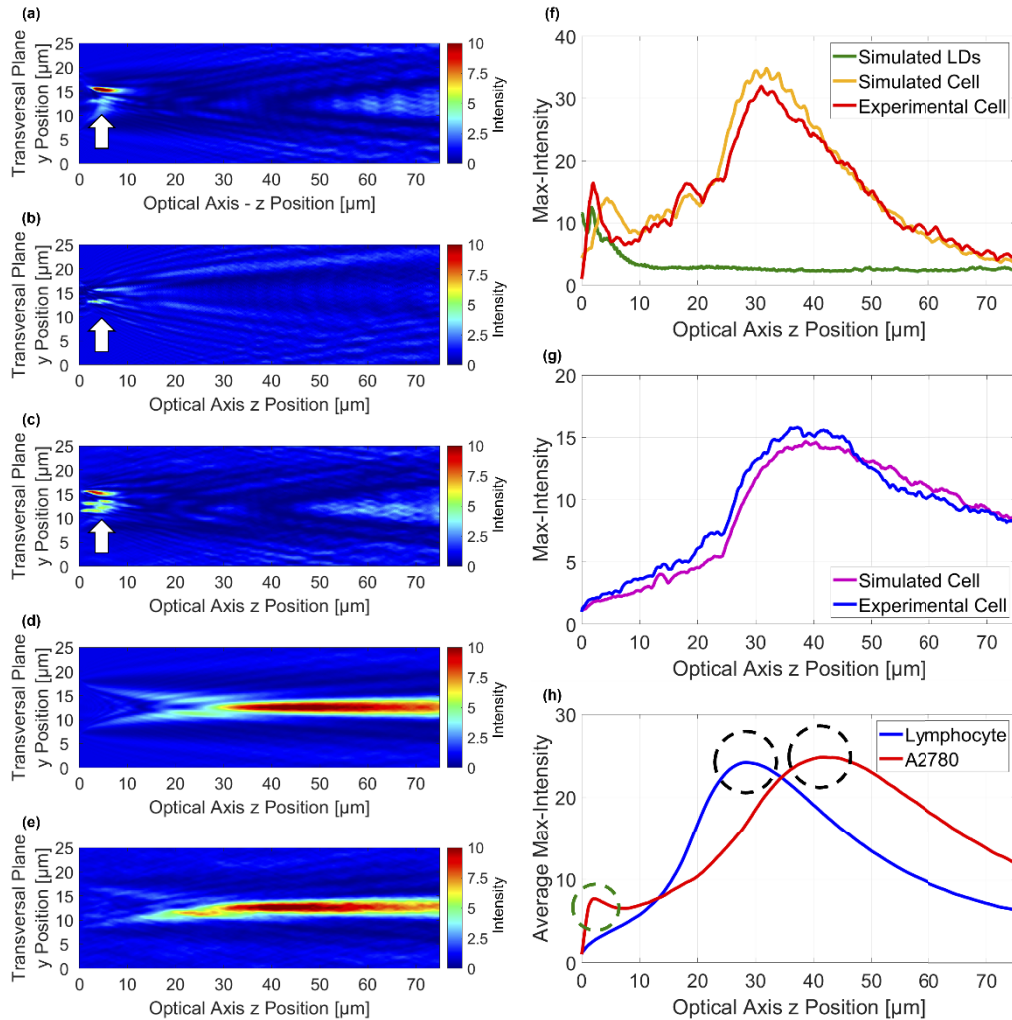 (a)
Transversal Plane
y Position [µm]
25
20
15
10
5
0
0 10 20 30 40 50 60 70
Optical Axis - z Position [µm]
10
7.5
5
2.5
0
Intensity
(b)
Transversal Plane
y Position [µm]
25
20
15
10
5
0
0 10 20 30 40 50 60 70
Optical Axis z Position [µm]
10
7.5
5
2.5
0
Intensity
(c)
Transversal Plane
y Position [µm]
25
20
15
10
5
0
0 10 20 30 40 50 60 70
Optical Axis z Position [µm]
10
7.5
5
2.5
0
Intensity
(d)
Transversal Plane
y Position [µm]
25
20
15
10
5
0
0 10 20 30 40 50 60 70
Optical Axis z Position [µm]
10
7.5
5
2.5
0
Intensity
(e)
Transversal Plane
y Position [µm]
25
20
15
10
5
0
0 10 20 30 40 50 60 70
Optical Axis z Position [µm]
10
7.5
5
2.5
0
Intensity
(f)
Max-Intensity
40
30
20
10
0
Simulated LDs
Simulated Cell
Experimental Cell
0 10 20 30 40 50 60 70
Optical Axis z Position [µm]
(g)
Max-Intensity
20
15
10
5
0
Simulated Cell
Experimental Cell
0 10 20 30 40 50 60 70
Optical Axis z Position [µm]
(h)
Average Max-Intensity
30
20
10
0
Lymphocyte
A2780
0 10 20 30 40 50 60 70
Optical Axis z Position [µm]